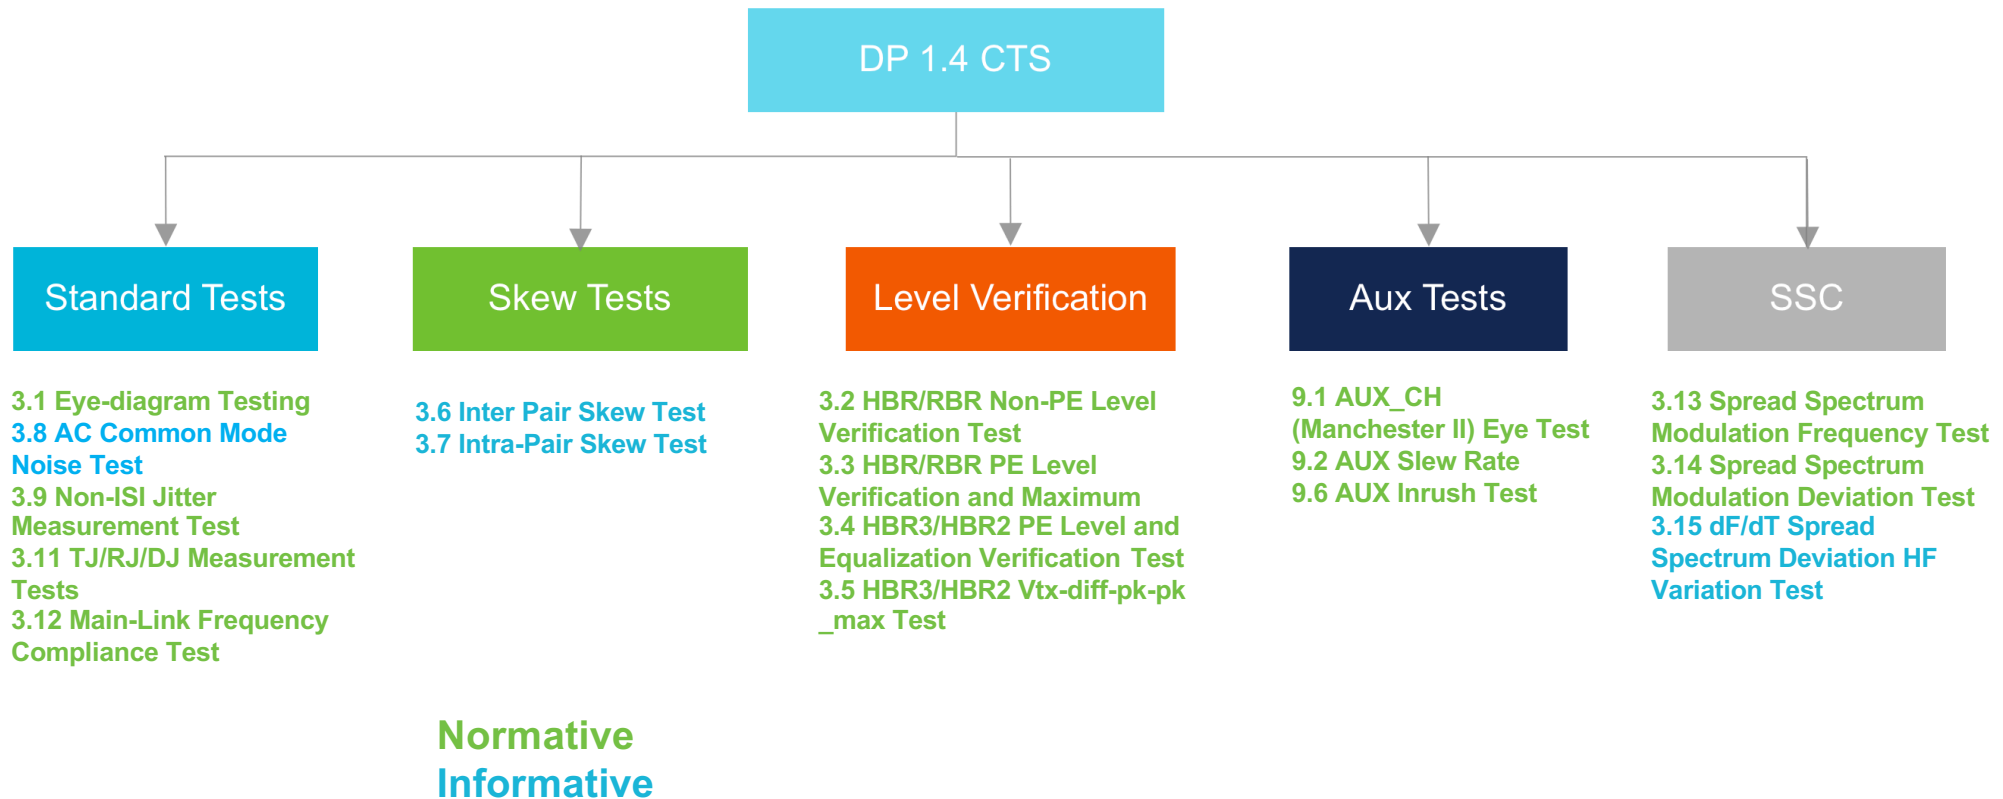 DP 1.4 CTS
Standard Tests
Skew Tests
Level Verification
Aux Tests
SSC
3.1 Eye-diagram Testing
3.8 AC Common Mode
Noise Test
3.9 Non-ISI Jitter
Measurement Test
3.11 TJ/RJ/DJ Measurement
Tests
3.12 Main-Link Frequency
Compliance Test
3.6 Inter Pair Skew Test
3.7 Intra-Pair Skew Test
3.2 HBR/RBR Non-PE Level
Verification Test
3.3 HBR/RBR PE Level
Verification and Maximum
3.4 HBR3/HBR2 PE Level and
Equalization Verification Test
3.5 HBR3/HBR2 Vtx-diff-pk-pk
_max Test
9.1 AUX_CH
(Manchester II) Eye Test
9.2 AUX Slew Rate
9.6 AUX Inrush Test
3.13 Spread Spectrum
Modulation Frequency Test
3.14 Spread Spectrum
Modulation Deviation Test
3.15 dF/dT Spread
Spectrum Deviation HF
Variation Test
Normative
Informative